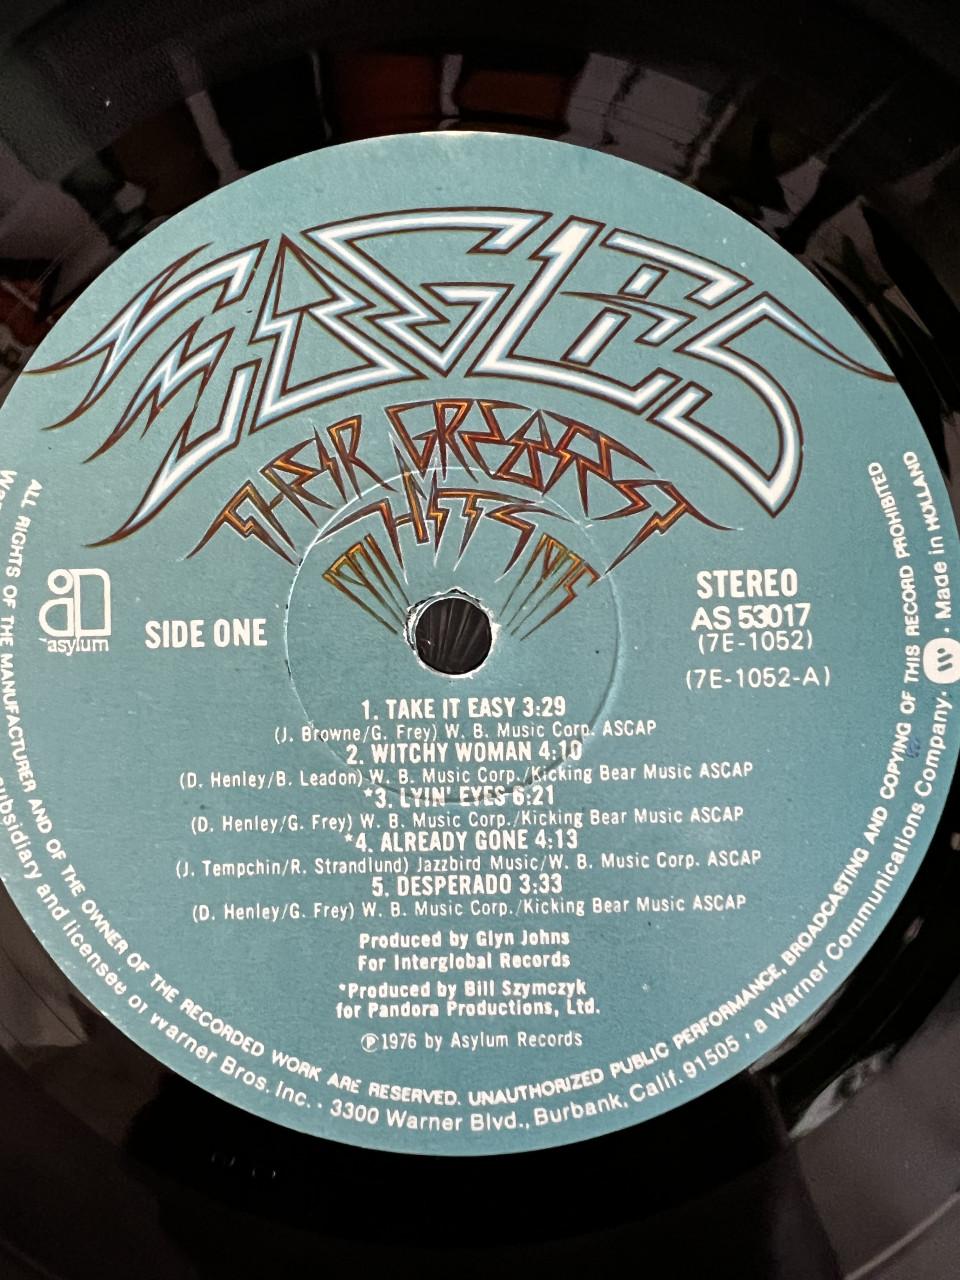 EAGLES
THEIR GREATEST
HITS
1971 1975
asylum
SIDE ONE
STEREO
AS 53017
(7E-1052)
(7E-1052-A)
1. TAKE IT EASY 3:29
(J. Browne/G. Frey) W. B. Music Corp. ASCAP
2. WITCHY WOMAN 4:10
(D. Henley/B. Leadon) W. B. Music Corp./Kicking Bear Music ASCAP
*3. LYIN' EYES 6:21
(D. Henley/G. Frey) W. B. Music Corp./Kicking Bear Music ASCAP
*4. ALREADY GONE 4:13
(J. Tempchin/R. Strandlund) Jazzbird Music/W. B. Music Corp. ASCAP
5. DESPERADO 3:33
(D. Henley/G. Frey) W. B. Music Corp./Kicking Bear Music ASCAP
Produced by Glyn Johns
For Interglobal Records
*Produced by Bill Szymczyk
for Pandora Productions, Ltd.
℗1976 by Asylum Records
ALL RIGHTS OF THE MANUFACTURER AND OF THE OWNER OF THE RECORDED WORK ARE RESERVED. UNAUTHORIZED PUBLIC PERFORMANCE, BROADCASTING AND COPYING OF THIS RECORD PROHIBITED
subsidiary and licensee of Warner Bros. Inc. · 3300 Warner Blvd., Burbank, Calif. 91505 · a Warner Communications Company. W · Made in HOLLAND